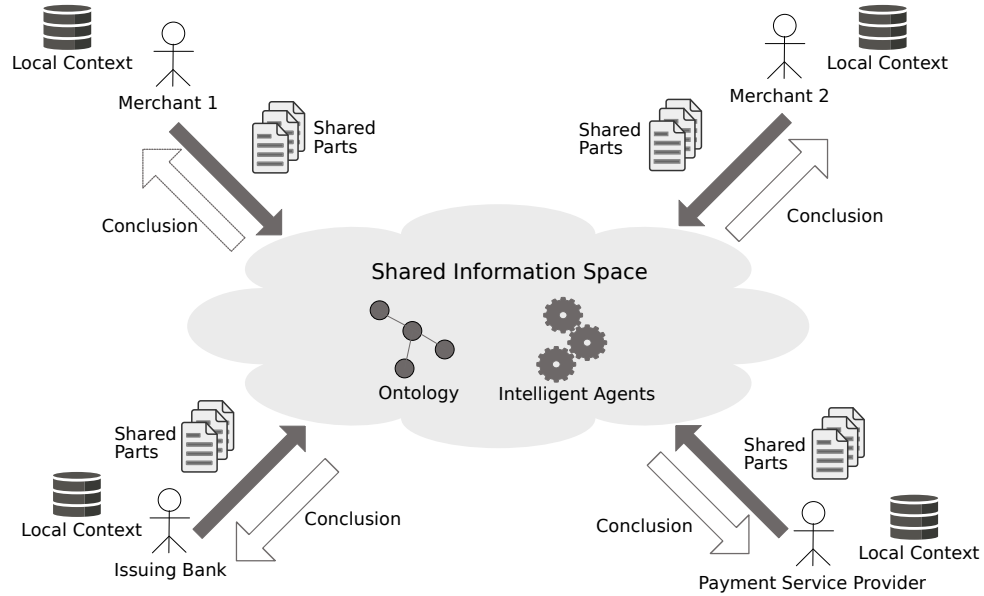 Local Context
Merchant 1
Shared
Parts
Conclusion
Local Context
Merchant 2
Shared
Parts
Conclusion
Shared Information Space
Ontology
Intelligent Agents
Shared
Parts
Local Context
Issuing Bank
Conclusion
Shared
Parts
Conclusion
Local Context
Payment Service Provider